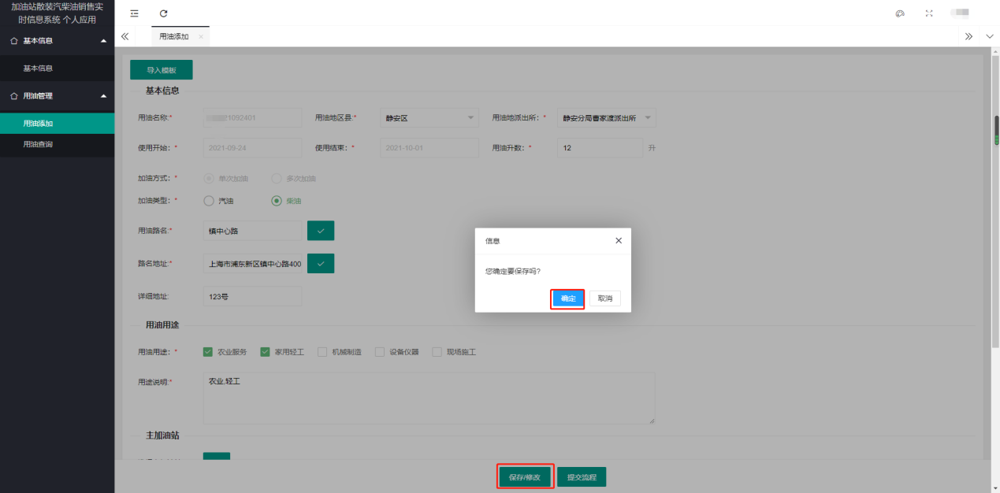 加油站散装汽柴油销售实
时信息系统 个人应用
基本信息
基本信息
用油管理
用油添加
用油查询
用油添加
导入模板
基本信息
用油名称:* 21092401 用油地区县:* 静安区 用油地派出所：* 静安分局曹家渡派出所
使用开始：* 2021-09-24 使用结束：* 2021-10-01 用油升数：* 12 升
加油方式：* 单次加油 多次加油
加油类型：* 汽油 柴油
用油路名:* 镇中心路
路名地址:* 上海市浦东新区镇中心路400
详细地址: 123号
信息
您确定要保存吗?
确定 取消
用油用途
用油用途：* 农业服务 家用轻工 机械制造 设备仪器 现场施工
用途说明:* 农业,轻工
主加油站
保存/修改 提交流程